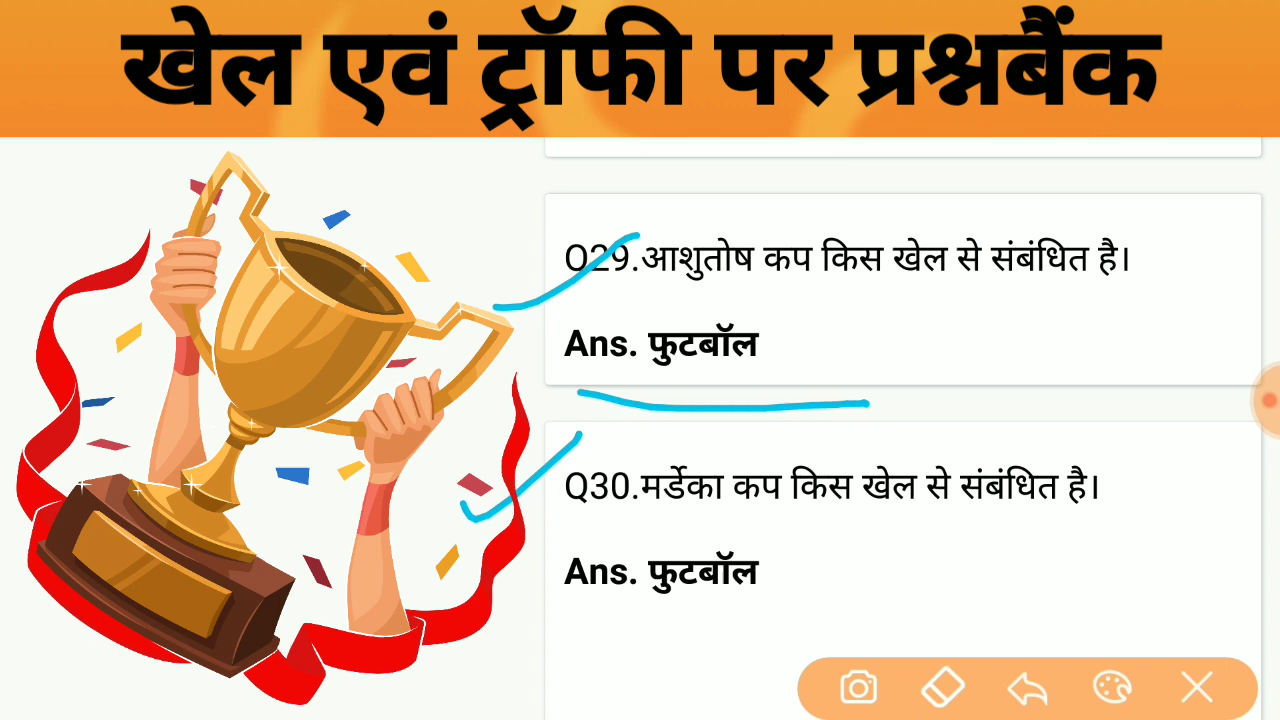 खेल एवं ट्रॉफी पर प्रश्नबैंक
Q29.आशुतोष कप किस खेल से संबंधित है।
Ans. फुटबॉल
Q30.मर्डेका कप किस खेल से संबंधित है।
Ans. फुटबॉल